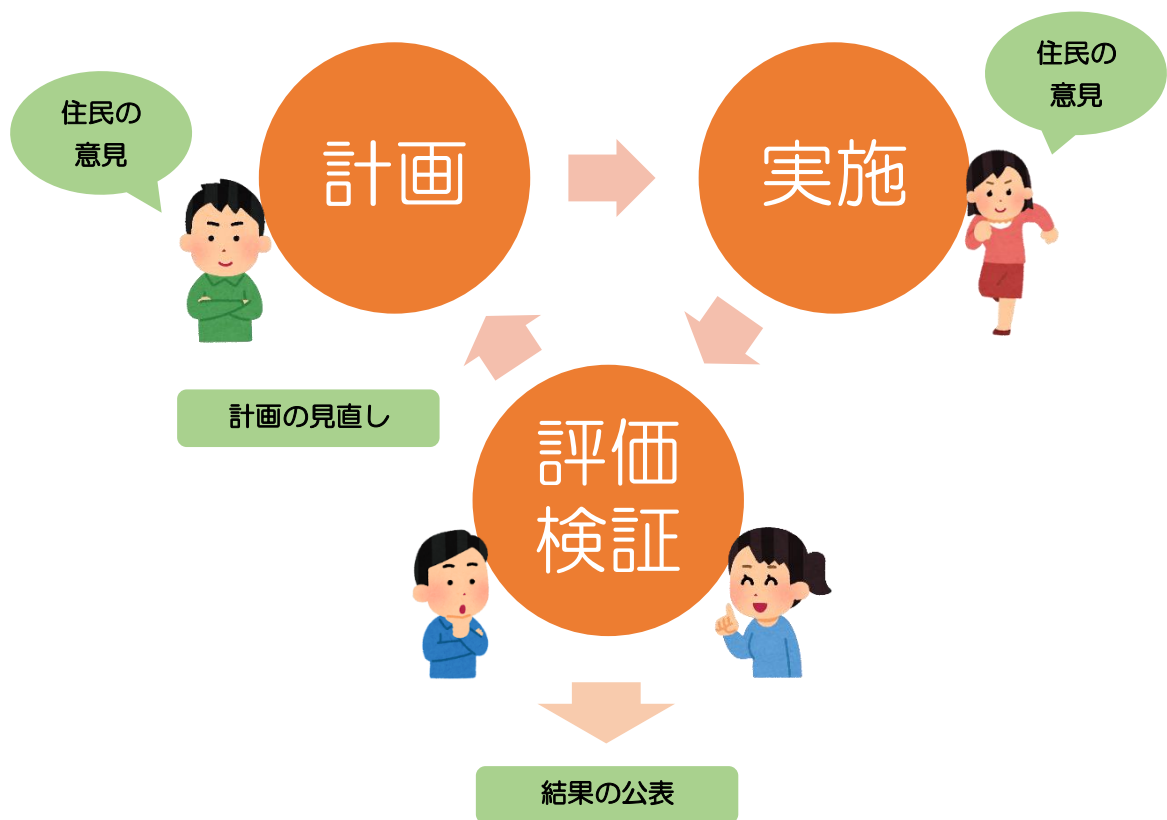 住民の
意見
計画
実施
住民の
意見
計画の見直し
評価
検証
結果の公表